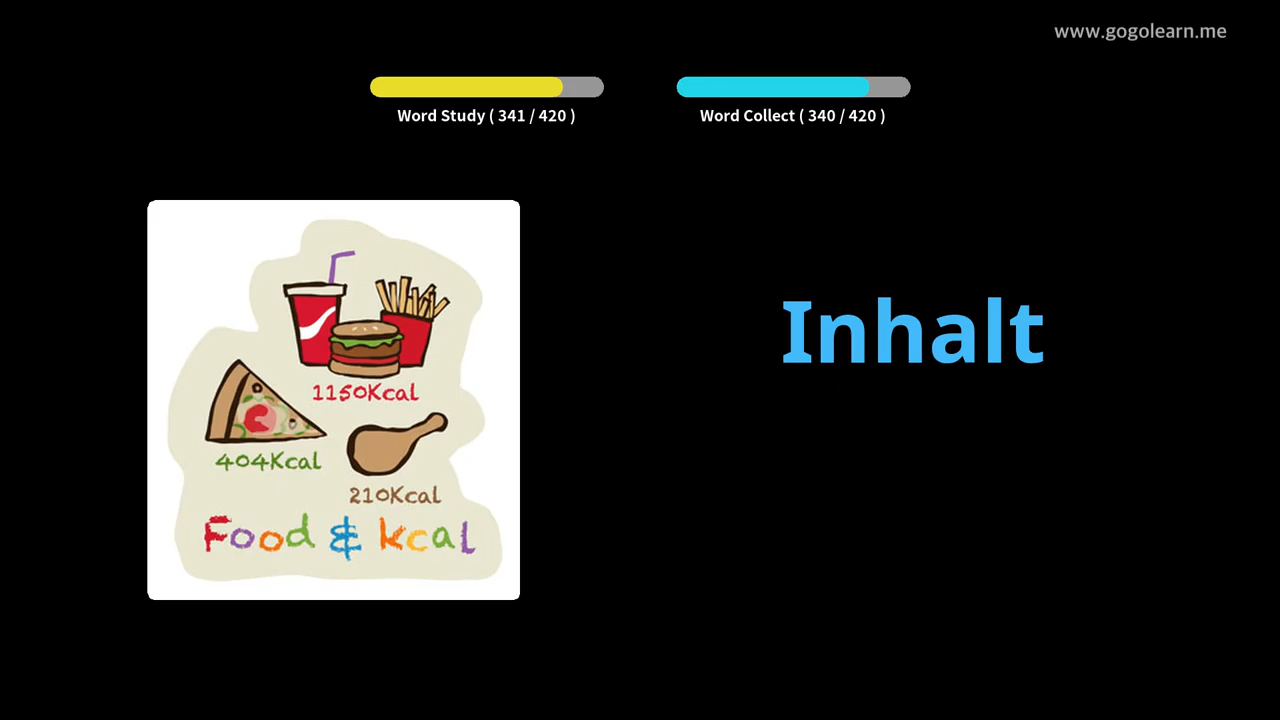 www.gogolearn.me
Word Study ( 341 / 420 )
Word Collect ( 340 / 420 )
Inhalt
1150Kcal
404Kcal
210Kcal
Food & kcal